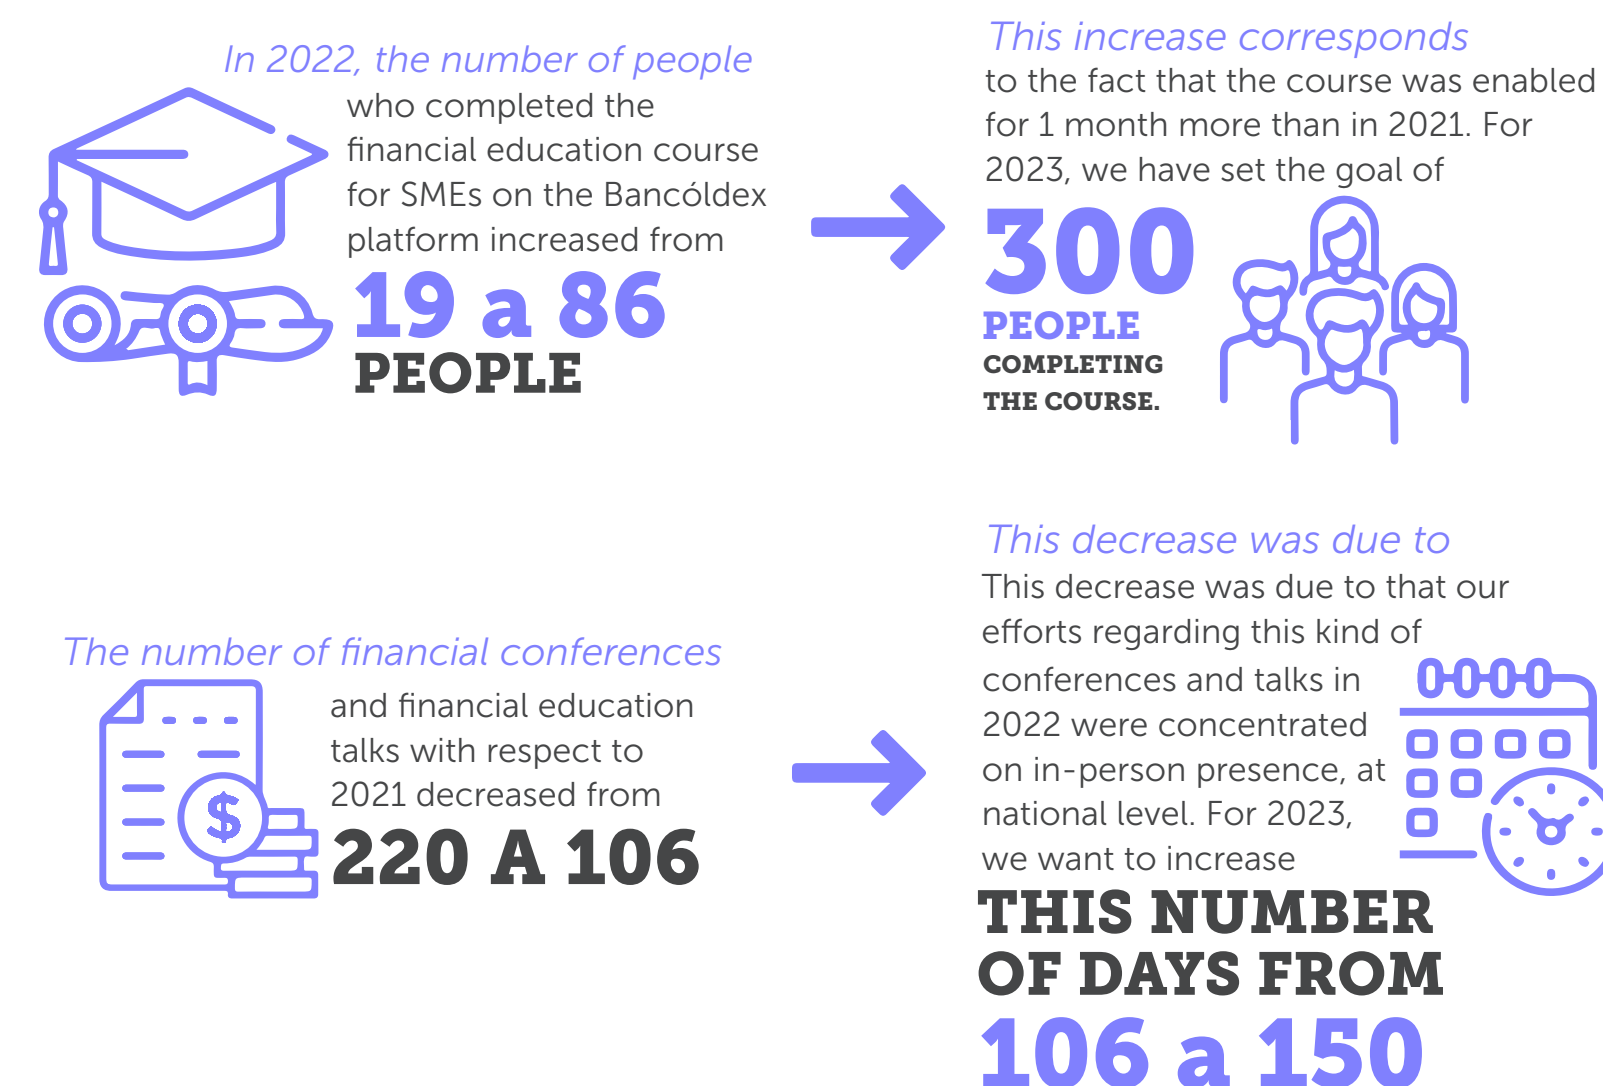 In 2022, the number of people
who completed the
financial education course
for SMEs on the Bancóldex
platform increased from
19 a 86
PEOPLE
This increase corresponds
to the fact that the course was enabled
for 1 month more than in 2021. For
2023, we have set the goal of
300
PEOPLE
COMPLETING
THE COURSE.
The number of financial conferences
and financial education
talks with respect to
2021 decreased from
220 A 106
This decrease was due to
This decrease was due to that our
efforts regarding this kind of
conferences and talks in
2022 were concentrated
on in-person presence, at
national level. For 2023,
we want to increase
THIS NUMBER
OF DAYS FROM
106 a 150
$